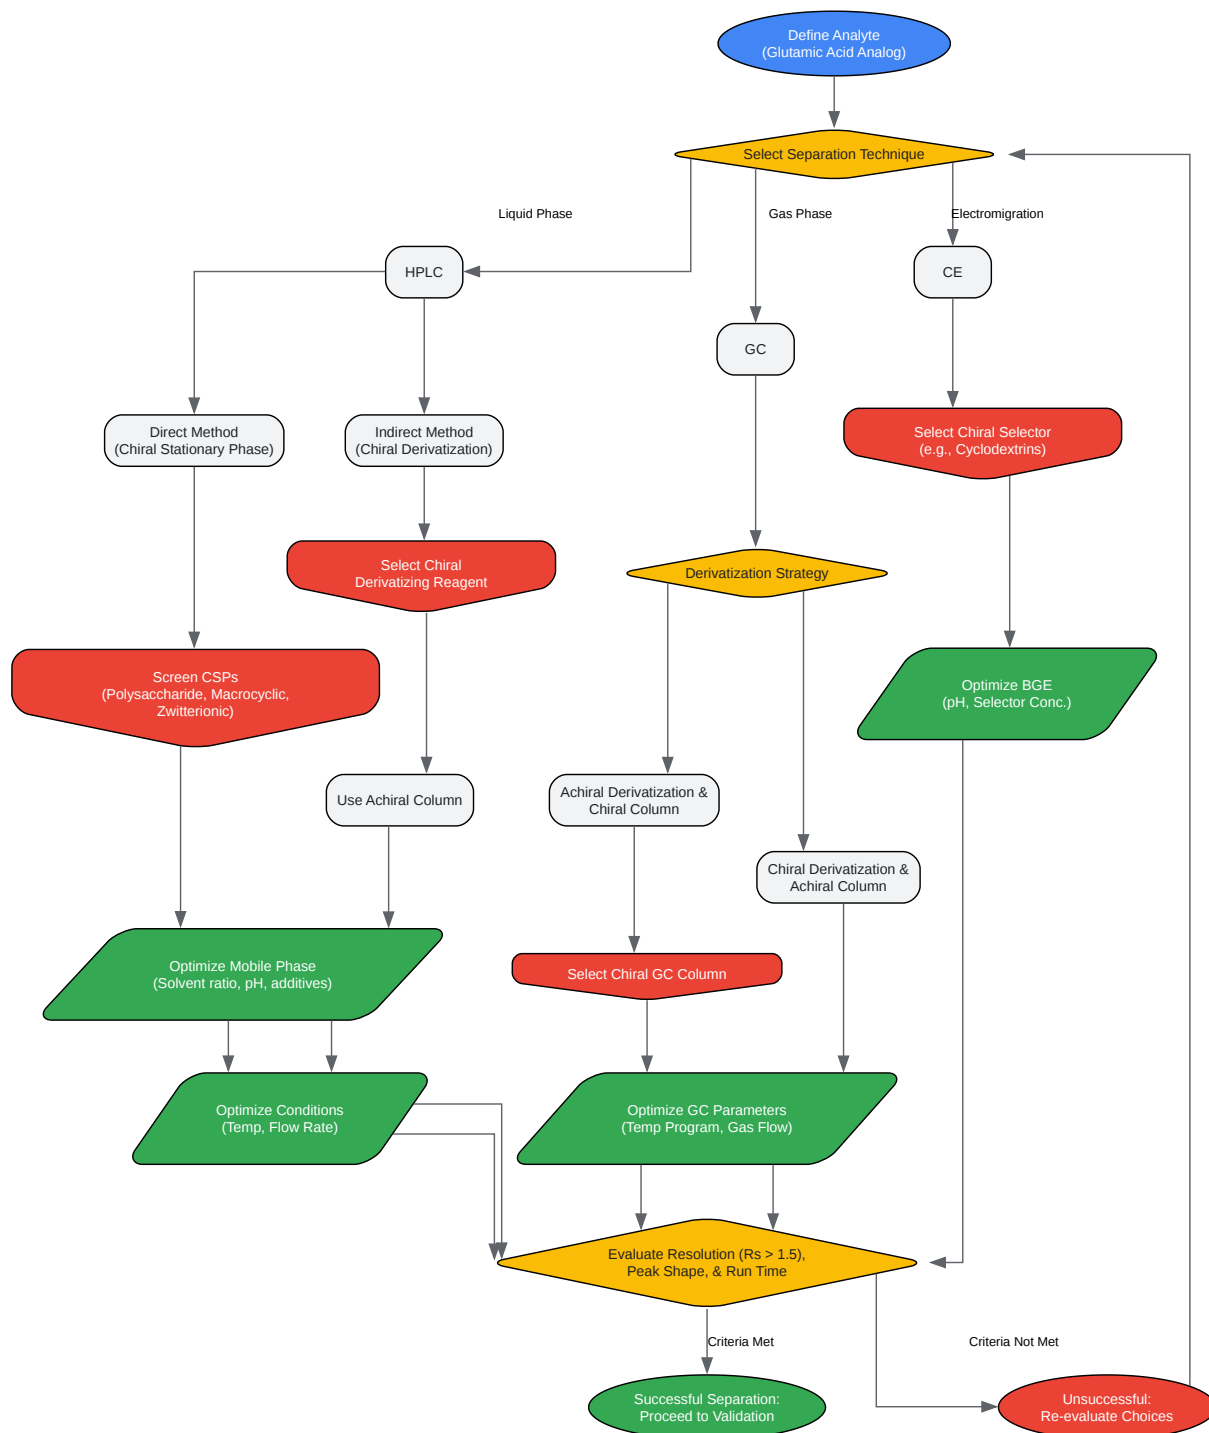 Define Analyte
(Glutamic Acid Analog)
Select Separation Technique
Liquid Phase
Gas Phase
Electromigration
HPLC
CE
GC
Direct Method
(Chiral Stationary Phase)
Indirect Method
(Chiral Derivatization)
Select Chiral Selector
(e.g., Cyclodextrins)
Select Chiral
Derivatizing Reagent
Derivatization Strategy
Screen CSPs
(Polysaccharide, Macrocyclic,
Zwitterionic)
Optimize BGE
(pH, Selector Conc.)
Use Achiral Column
Achiral Derivatization &
Chiral Column
Chiral Derivatization &
Achiral Column
Optimize Mobile Phase
(Solvent ratio, pH, additives)
Select Chiral GC Column
Optimize Conditions
(Temp, Flow Rate)
Optimize GC Parameters
(Temp Program, Gas Flow)
Evaluate Resolution (Rs > 1.5),
Peak Shape, & Run Time
Criteria Met
Criteria Not Met
Successful Separation:
Proceed to Validation
Unsuccessful:
Re-evaluate Choices